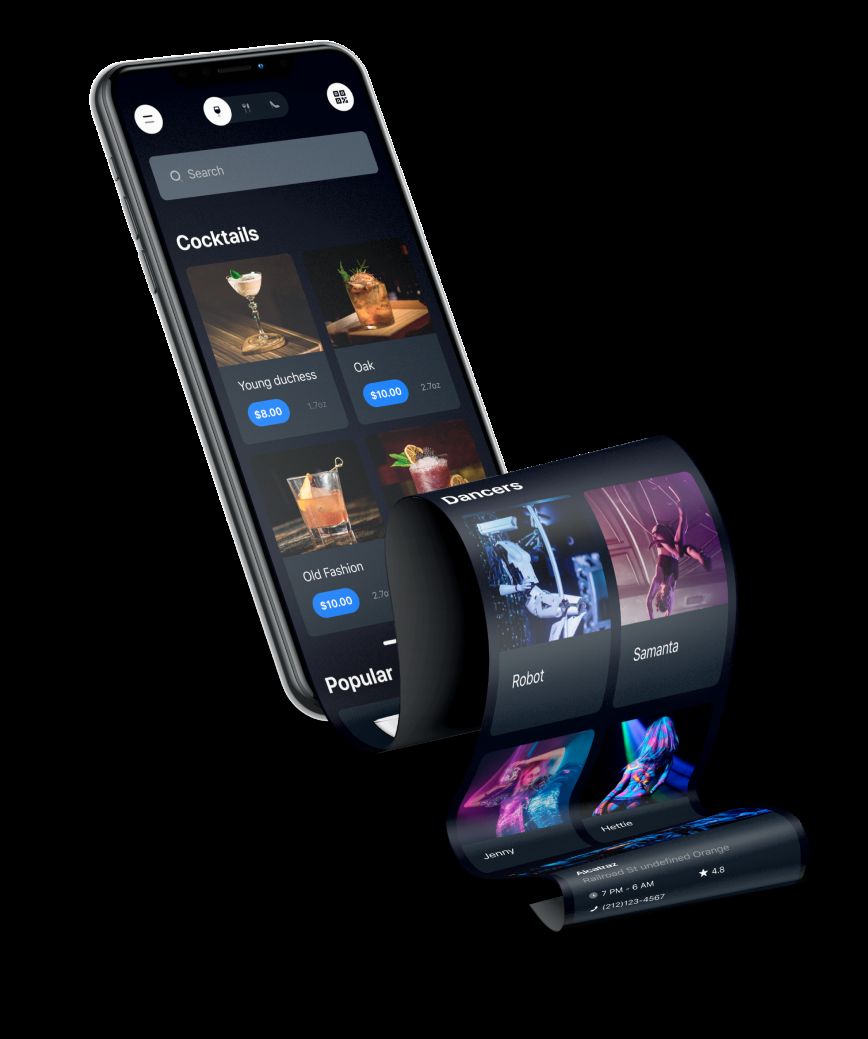 Search
Cocktails
Young duchess
$8.00 1.7oz
Oak
$10.00 2.7oz
Old Fashion
$10.00
Popular
Dancers
Robot
Samanta
Jenny
Hettie
Alcatraz
Railroad St undefined Orange
7 PM - 6 AM
4.8
(212)123-4567